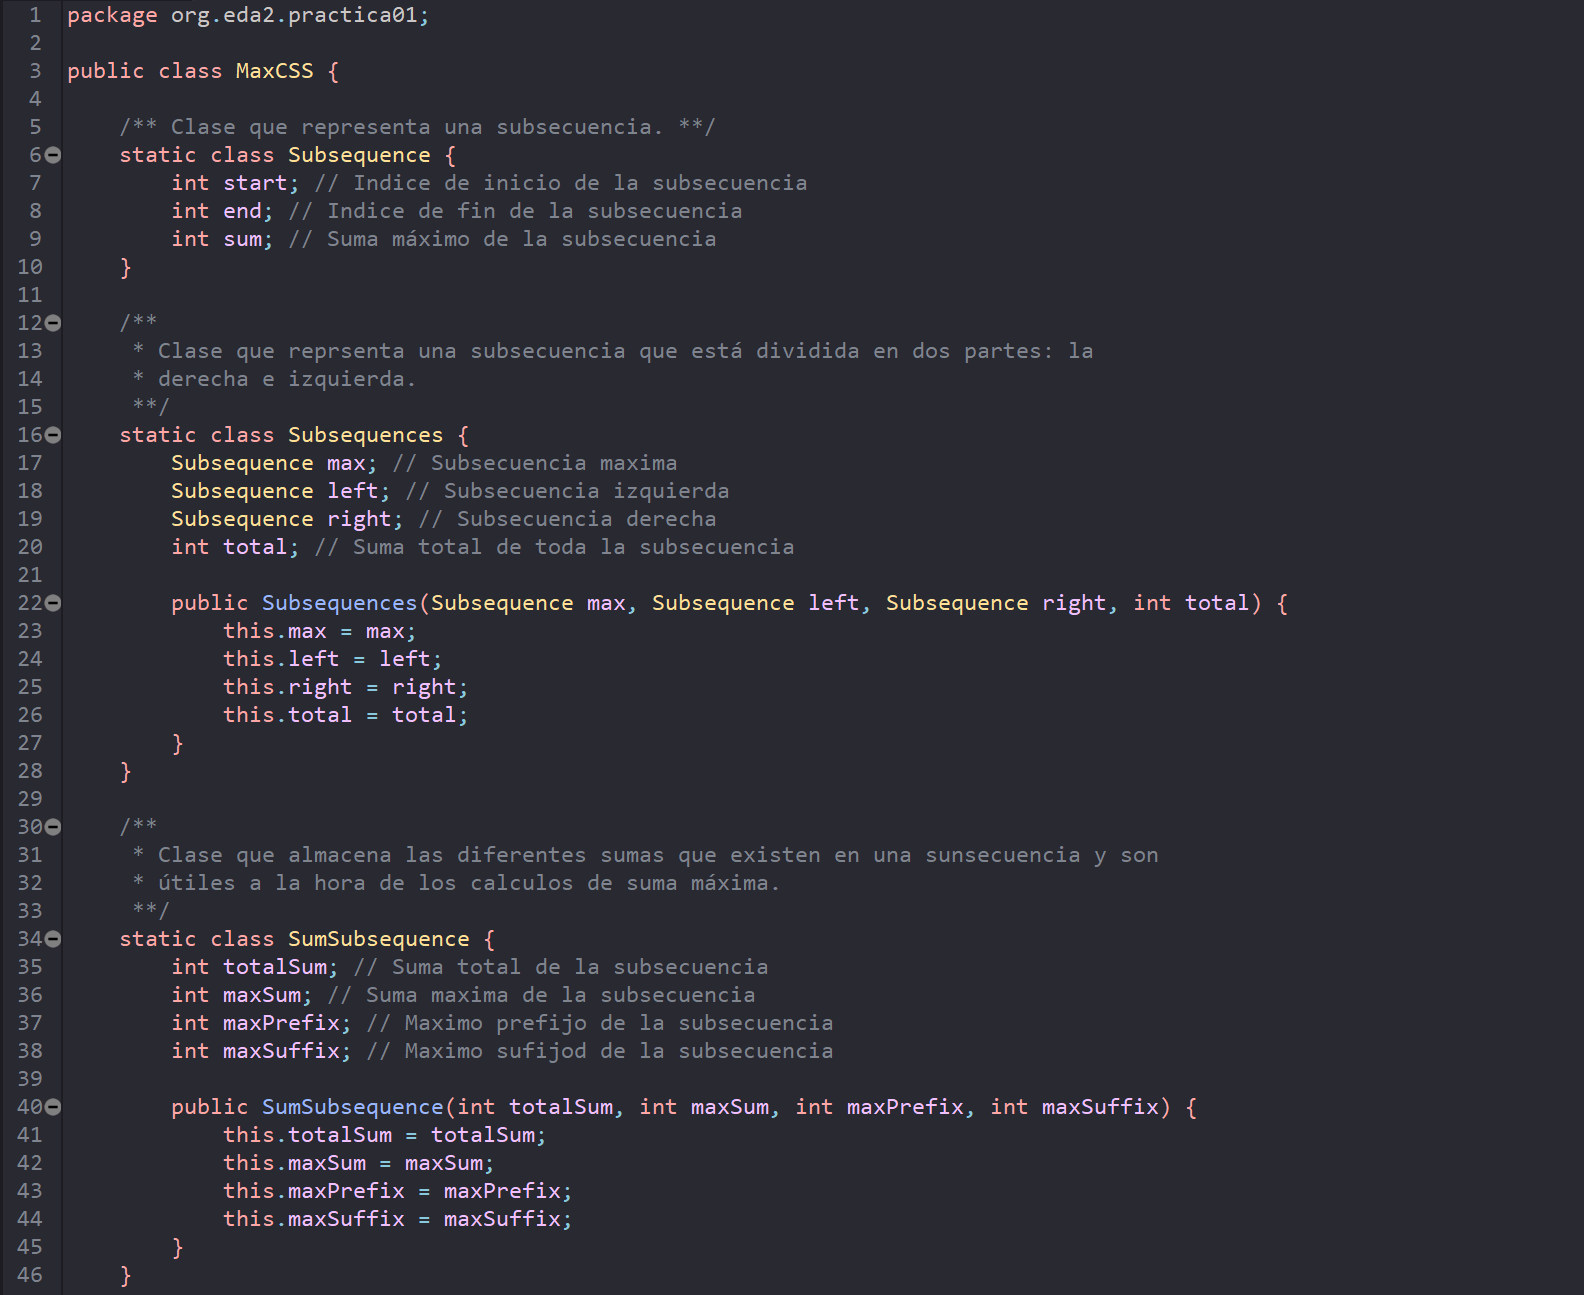 1 package org.eda2.practica01;
2
3 public class MaxCSS {
4
5     /** Clase que representa una subsecuencia. **/
6     static class Subsequence {
7         int start; // Indice de inicio de la subsecuencia
8         int end; // Indice de fin de la subsecuencia
9         int sum; // Suma máximo de la subsecuencia
10     }
11
12     /**
13      * Clase que reprsenta una subsecuencia que está dividida en dos partes: la
14      * derecha e izquierda.
15      **/
16     static class Subsequences {
17         Subsequence max; // Subsecuencia maxima
18         Subsequence left; // Subsecuencia izquierda
19         Subsequence right; // Subsecuencia derecha
20         int total; // Suma total de toda la subsecuencia
21
22         public Subsequences(Subsequence max, Subsequence left, Subsequence right, int total) {
23             this.max = max;
24             this.left = left;
25             this.right = right;
26             this.total = total;
27         }
28     }
29
30     /**
31      * Clase que almacena las diferentes sumas que existen en una sunsecuencia y son
32      * útiles a la hora de los calculos de suma máxima.
33      **/
34     static class SumSubsequence {
35         int totalSum; // Suma total de la subsecuencia
36         int maxSum; // Suma maxima de la subsecuencia
37         int maxPrefix; // Maximo prefijo de la subsecuencia
38         int maxSuffix; // Maximo sufijod de la subsecuencia
39
40         public SumSubsequence(int totalSum, int maxSum, int maxPrefix, int maxSuffix) {
41             this.totalSum = totalSum;
42             this.maxSum = maxSum;
43             this.maxPrefix = maxPrefix;
44             this.maxSuffix = maxSuffix;
45         }
46     }